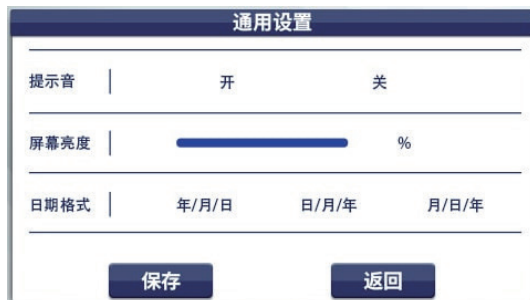 通用设置
提示音 开 关
屏幕亮度 %
日期格式 年/月/日 日/月/年 月/日/年
保存 返回